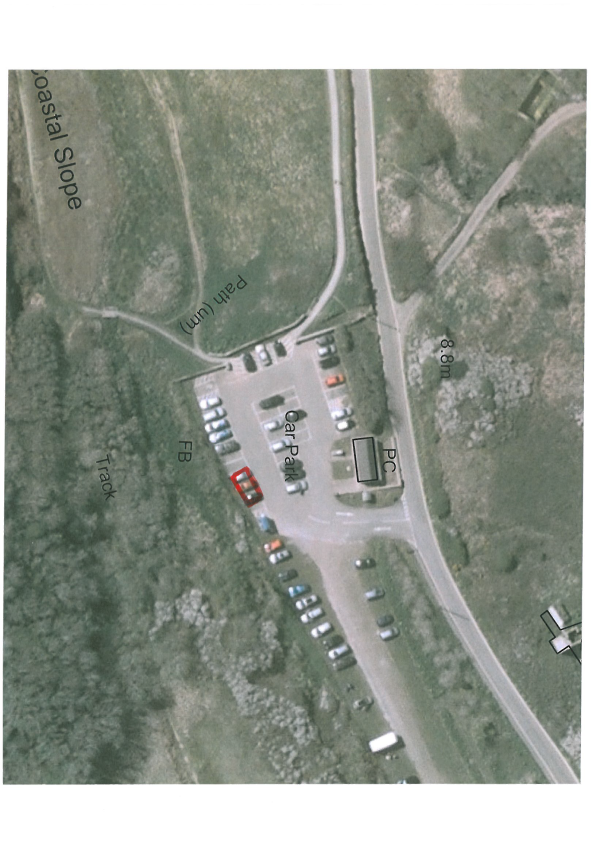 Coastal Slope
Path (um)
8.8m
PC
Car Park
FB
Track